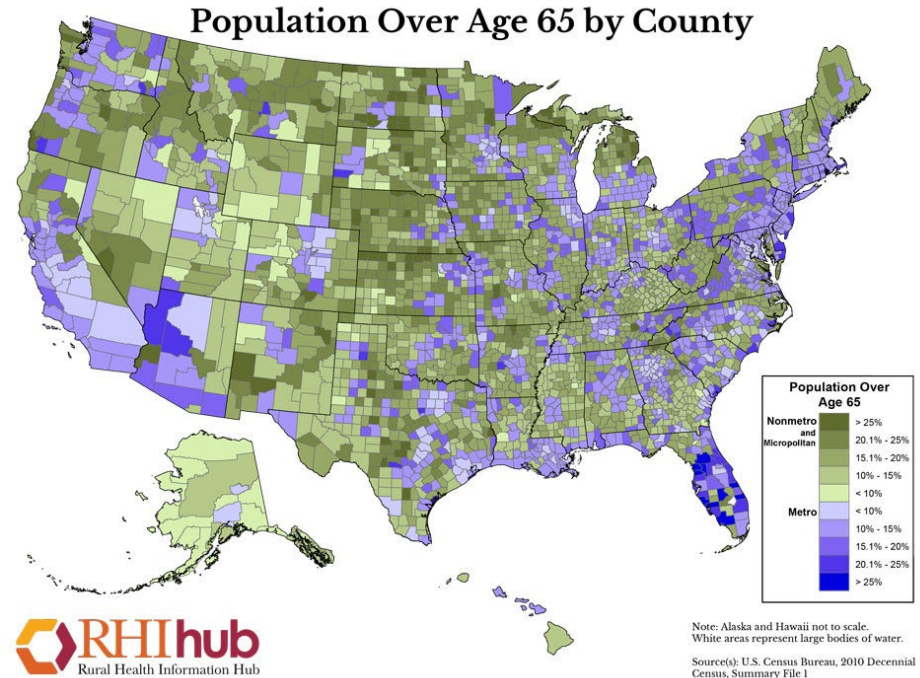 Population Over Age 65 by County
Population Over
Age 65
Nonmetro
and
Micropolitan
> 25%
20.1% - 25%
15.1% - 20%
10% - 15%
< 10%
Metro
< 10%
10% - 15%
15.1% - 20%
20.1% - 25%
> 25%
RHIhub
Rural Health Information Hub
Note: Alaska and Hawaii not to scale.
White areas represent large bodies of water.
Source(s): U.S. Census Bureau, 2010 Decennial
Census, Summary File 1